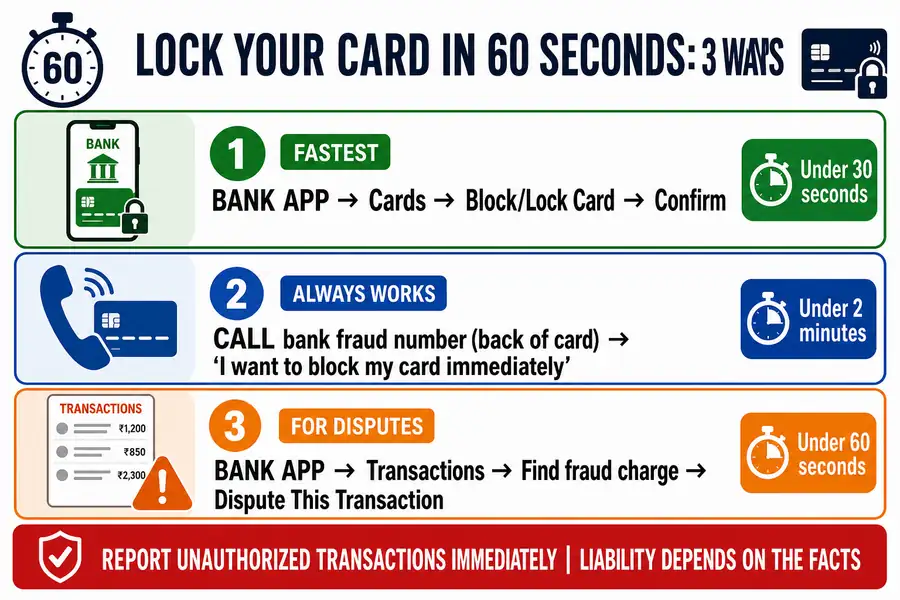 60
LOCK YOUR CARD IN 60 SECONDS: 3 WAYS
BANK
1
FASTEST
BANK APP → Cards → Block/Lock Card → Confirm
Under 30
seconds
2
ALWAYS WORKS
CALL bank fraud number (back of card) →
‘I want to block my card immediately’
Under 2
minutes
TRANSACTIONS
₹1,200
₹850
₹2,300
3
FOR DISPUTES
BANK APP → Transactions → Find fraud charge →
Dispute This Transaction
Under 60
seconds
REPORT UNAUTHORIZED TRANSACTIONS IMMEDIATELY | LIABILITY DEPENDS ON THE FACTS